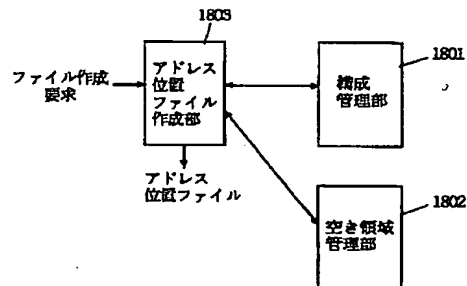 1803
1801
ファイル作成
要求
アドレス
位置
ファイル
作成部
構成
管理部
アドレス
位置ファイル
1802
空き領域
管理部